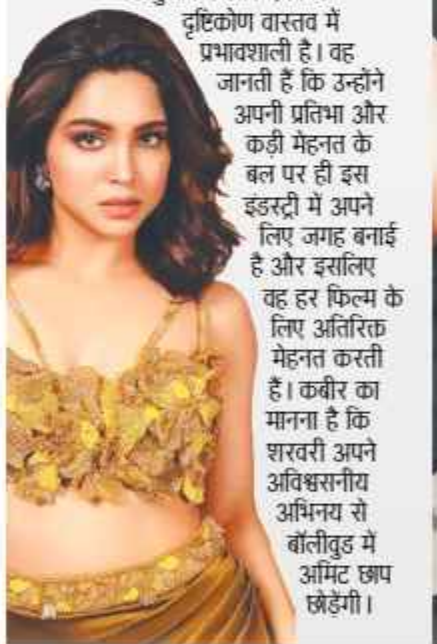 दृष्टिकोण वास्तव में
प्रभावशाली है। वह
जानती हैं कि उन्होंने
अपनी प्रतिभा और
कड़ी मेहनत के
बल पर ही इस
इंडस्ट्री में अपने
लिए जगह बनाई
है और इसलिए
वह हर फिल्म के
लिए अतिरिक्त
मेहनत करती
हैं। कबीर का
मानना है कि
शरवरी अपने
अविश्वसनीय
अभिनय से
बॉलीवुड में
अमिट छाप
छोड़ेंगी।